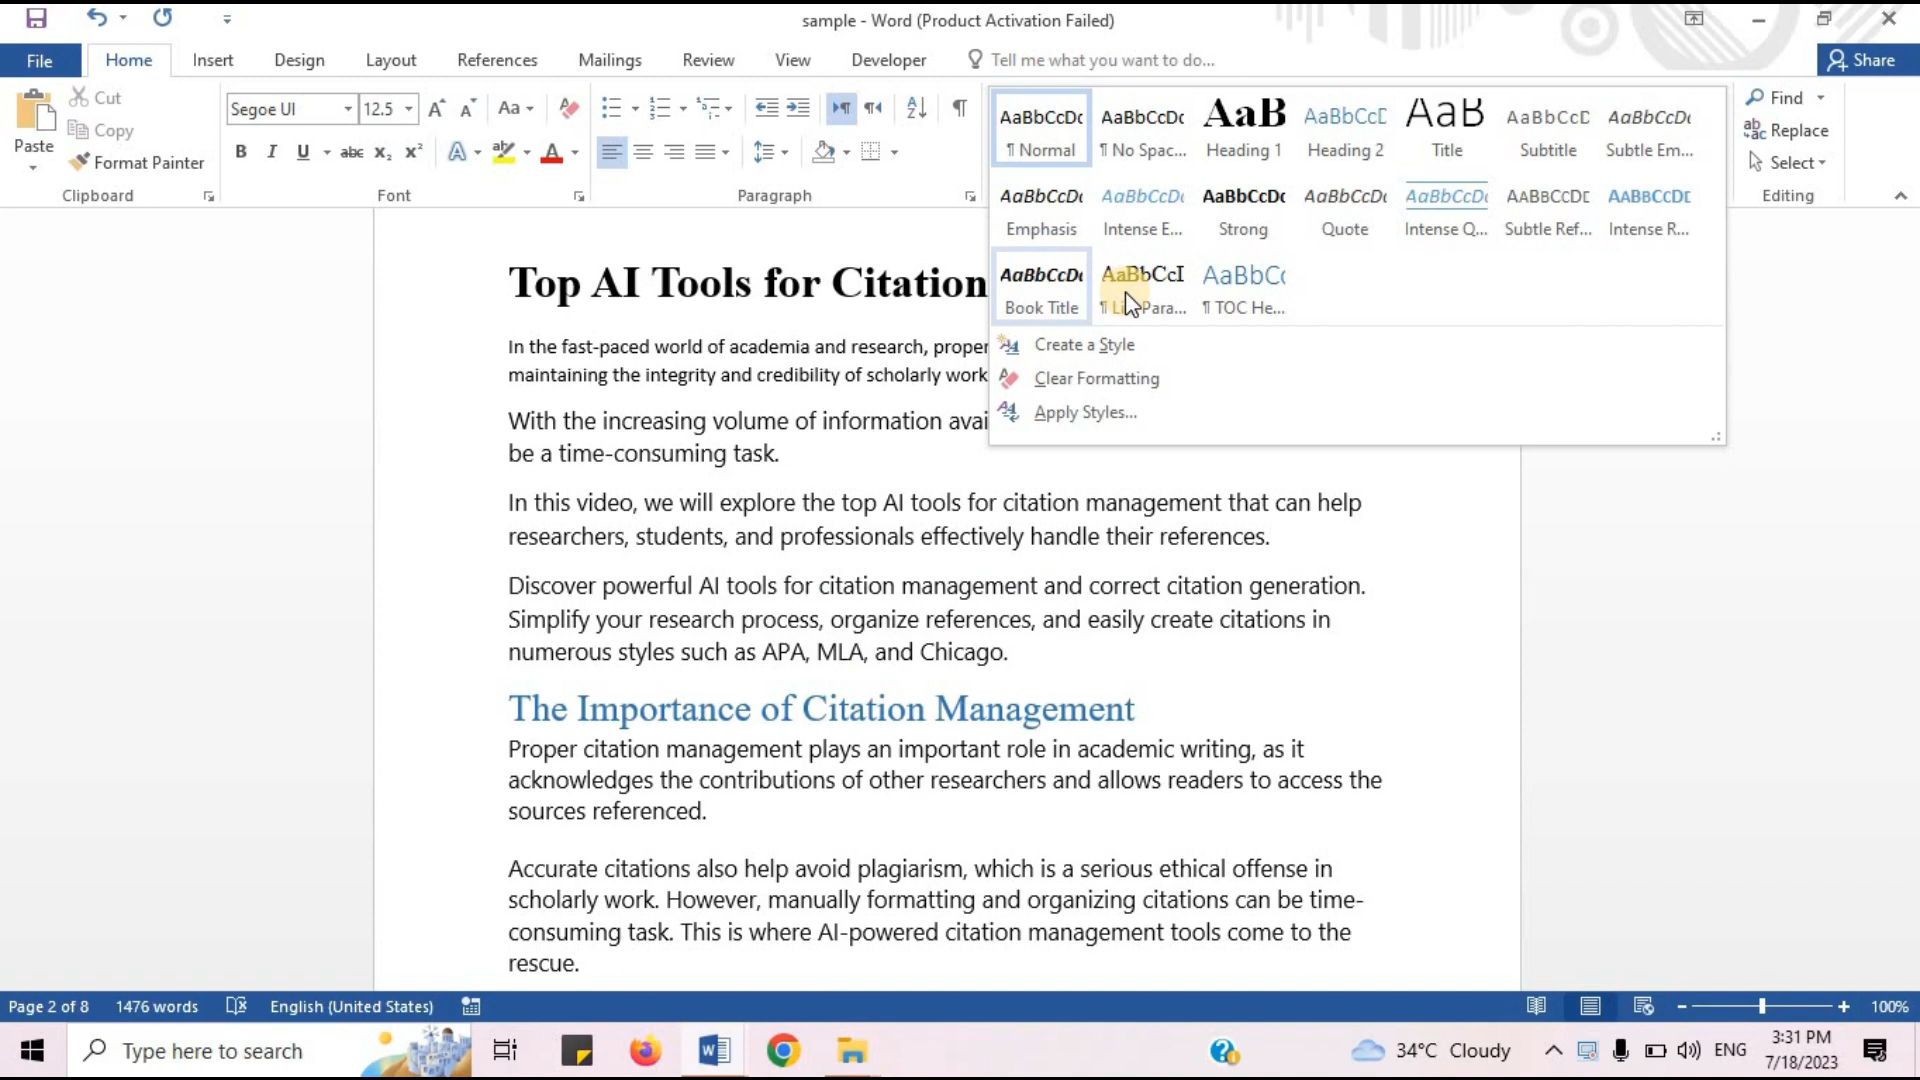 sample - Word (Product Activation Failed)
File Home Insert Design Layout References Mailings Review View Developer Tell me what you want to do... Share
Paste
Cut
Copy
Format Painter
Clipboard
Segoe UI 12.5 Aa
B I U abc X₂ X² A ab A
Font
Paragraph
AaBbCcDc AaBbCcDc AaB AaBbCcC AaB AaBbCcD AaBbCcDc
¶ Normal ¶ No Spac... Heading 1 Heading 2 Title Subtitle Subtle Em...
AaBbCcDc AaBbCcDc AaBbCcDc AaBbCcDc AaBbCcDc AABBCCDD AABBCCDD
Emphasis Intense E... Strong Quote Intense Q... Subtle Ref... Intense R...
AaBbCcDc AaBbCcI AaBbCc
Book Title ¶ Para... ¶ TOC He...
Create a Style
Clear Formatting
Apply Styles...
Find
Replace
Select
Editing
Top AI Tools for Citation
In the fast-paced world of academia and research, proper
maintaining the integrity and credibility of scholarly work
With the increasing volume of information avai
be a time-consuming task.
In this video, we will explore the top AI tools for citation management that can help
researchers, students, and professionals effectively handle their references.
Discover powerful AI tools for citation management and correct citation generation.
Simplify your research process, organize references, and easily create citations in
numerous styles such as APA, MLA, and Chicago.
The Importance of Citation Management
Proper citation management plays an important role in academic writing, as it
acknowledges the contributions of other researchers and allows readers to access the
sources referenced.
Accurate citations also help avoid plagiarism, which is a serious ethical offense in
scholarly work. However, manually formatting and organizing citations can be time-
consuming task. This is where AI-powered citation management tools come to the
rescue.
Page 2 of 8 1476 words English (United States) 100%
Type here to search 34°C Cloudy ENG 3:31 PM
7/18/2023